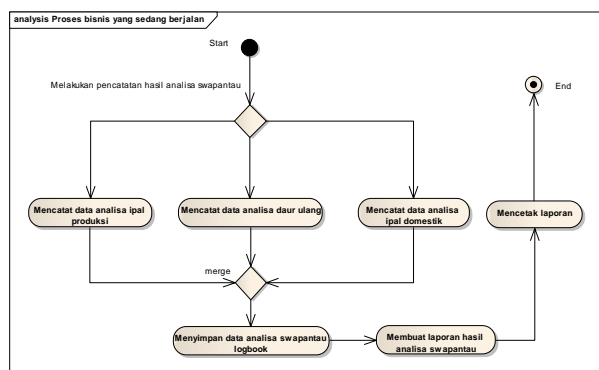 analysis Proses bisnis yang sedang berjalan
Start
Melakukan pencatatan hasil analisa swapantau
End
Mencatat data analisa ipal
produksi
Mencatat data analisa daur ulang
Mencatat data analisa
ipal domestik
Mencetak laporan
merge
Menyimpan data analisa swapantau
logbook
Membuat laporan hasil
analisa swapantau